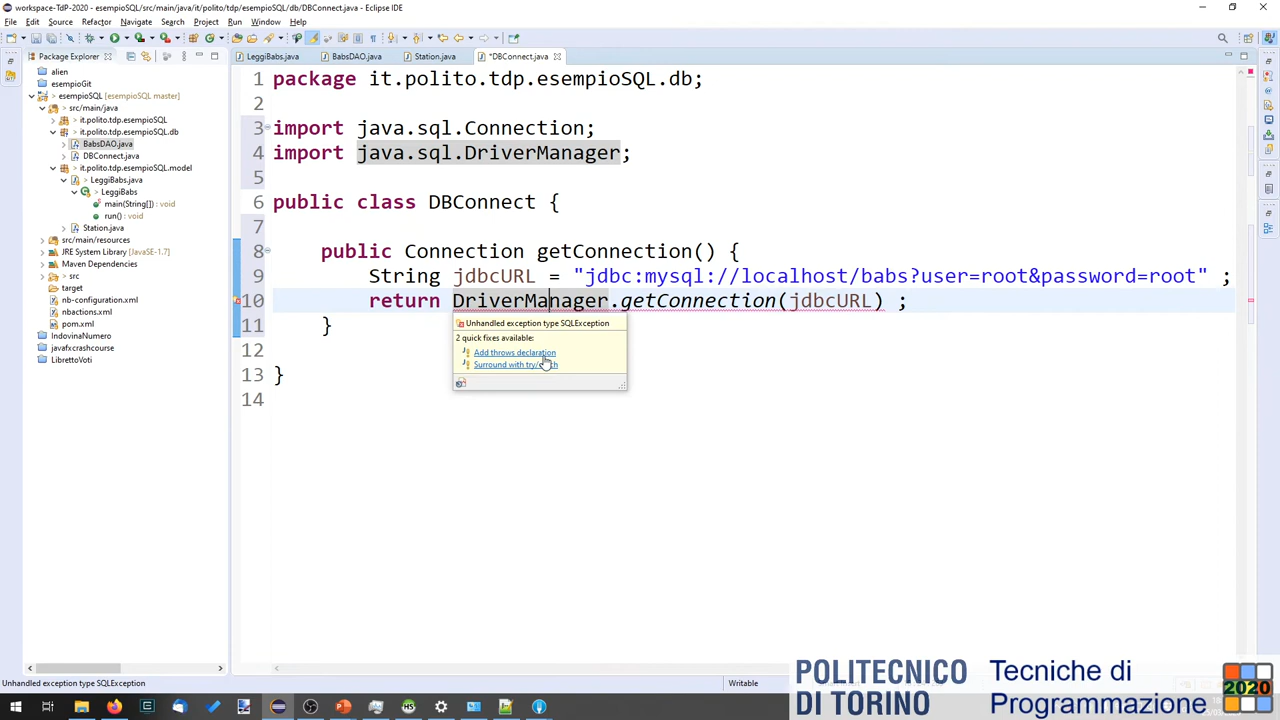 workspace-TdP-2020 - esempioSQL/src/main/java/it/polito/tdp/esempioSQL/db/DBConnect.java - Eclipse IDE
File Edit Source Refactor Navigate Search Project Run Window Help
Package Explorer
LeggiBabs.java
BabsDAO.java
Station.java
*DBConnect.java
alien
esempioGit
esempioSQL [esempioSQL master]
src/main/java
it.polito.tdp.esempioSQL
it.polito.tdp.esempioSQL.db
BabsDAO.java
DBConnect.java
it.polito.tdp.esempioSQL.model
LeggiBabs.java
LeggiBabs
main(String[]) : void
run() : void
Station.java
src/main/resources
JRE System Library [JavaSE-1.7]
Maven Dependencies
src
target
nb-configuration.xml
nbactions.xml
pom.xml
IndovinaNumero
javafxcrashcourse
LibrettoVoti
1 package it.polito.tdp.esempioSQL.db;
2
3 import java.sql.Connection;
4 import java.sql.DriverManager;
5
6 public class DBConnect {
7
8 public Connection getConnection() {
9 String jdbcURL = "jdbc:mysql://localhost/babs?user=root&password=root" ;
10 return DriverManager.getConnection(jdbcURL) ;
11 }
12
13 }
14
Unhandled exception type SQLException
2 quick fixes available:
Add throws declaration
Surround with try/catch
Unhandled exception type SQLException
Writable
POLITECNICO
DI TORINO
Tecniche di
Programmazione
2020